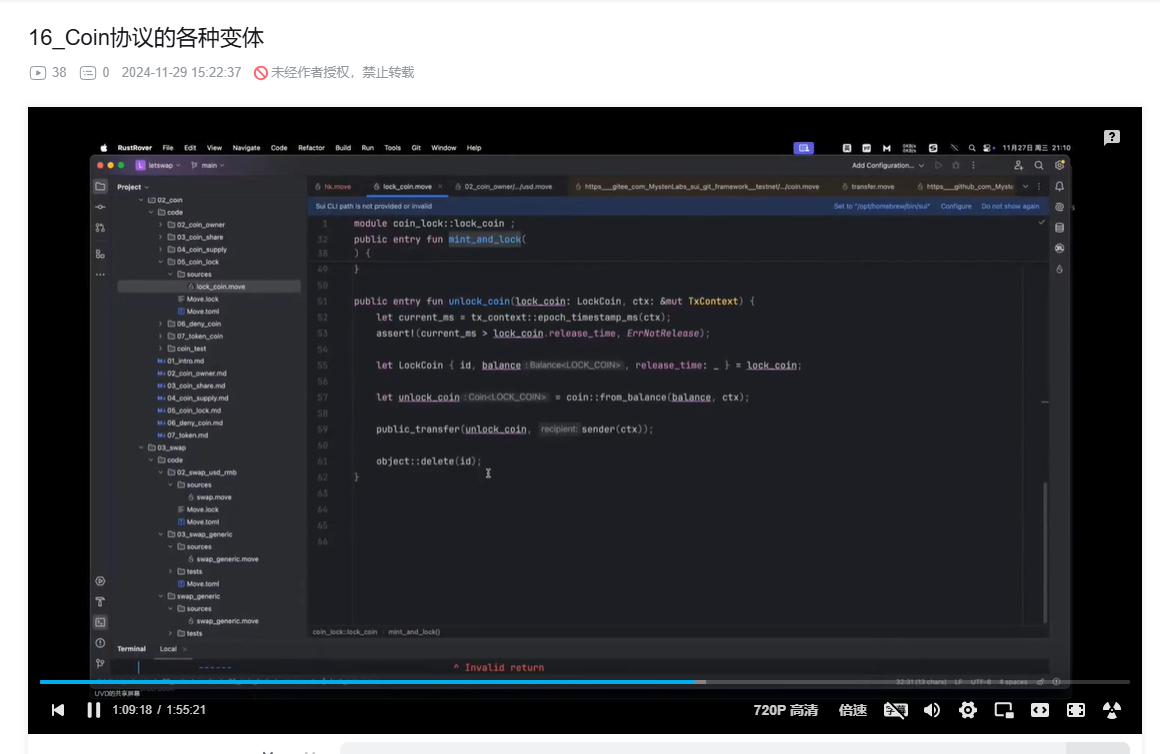 16_Coin协议的各种变体
38 0 2024-11-29 15:22:37 未经作者授权，禁止转载
RustRover File Edit View Navigate Code Refactor Build Run Tools Git Window Help
11月27日 周三 21:10
L letswap main Add Configuration...
Project
hk.move lock_coin.move 02_coin_owner/.../usd.move https___gitee_com_MystenLabs_sui_git_framework__testnet/.../coin.move transfer.move
Sui CLI path is not provided or invalid Set to "/opt/homebrew/bin/sui" Configure Do not show again
02_coin
code
02_coin_owner
03_coin_share
04_coin_supply
05_coin_lock
sources
lock_coin.move
Move.lock
Move.toml
06_deny_coin
07_token_coin
coin_test
01_intro.md
02_coin_owner.md
03_coin_share.md
04_coin_supply.md
05_coin_lock.md
06_deny_coin.md
07_token.md
03_swap
code
02_swap_usd_rmb
sources
swap.move
Move.lock
Move.toml
03_swap_generic
sources
swap_generic.move
tests
Move.toml
swap_generic
sources
swap_generic.move
tests
1 module coin_lock::lock_coin ;
32 public entry fun mint_and_lock(
38 ) {
49 }
50
51 public entry fun unlock_coin(lock_coin: LockCoin, ctx: &mut TxContext) {
52 let current_ms = tx_context::epoch_timestamp_ms(ctx);
53 assert!(current_ms > lock_coin.release_time, ErrNotRelease);
54
55 let LockCoin { id, balance : Balance<LOCK_COIN> , release_time: _ } = lock_coin;
56
57 let unlock_coin : Coin<LOCK_COIN> = coin::from_balance(balance, ctx);
58
59 public_transfer(unlock_coin, recipient: sender(ctx));
60
61 object::delete(id);
62 }
63
64
65
66
coin_lock::lock_coin › mint_and_lock()
Terminal Local ×
------ ^ Invalid return
32:31 (13 chars) LF UTF-8 4 spaces
UVD的共享屏幕
1:09:18 / 1:55:21 720P 高清 倍速